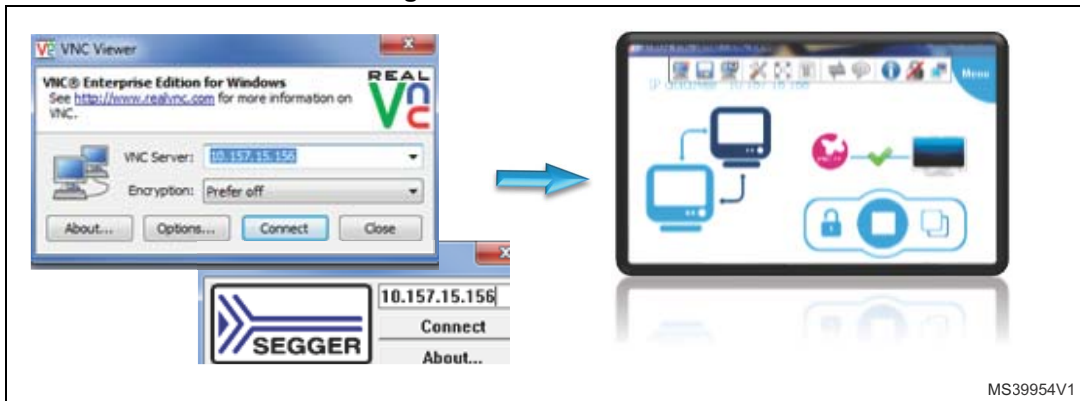 VNC Viewer
VNC® Enterprise Edition for Windows
See http://www.realvnc.com for more information on
VNC.
REAL
VNC
VNC Server: 10.157.15.156
Encryption: Prefer off
About... Options... Connect Close
10.157.15.156
Connect
SEGGER
About...
Menu
MS39954V1